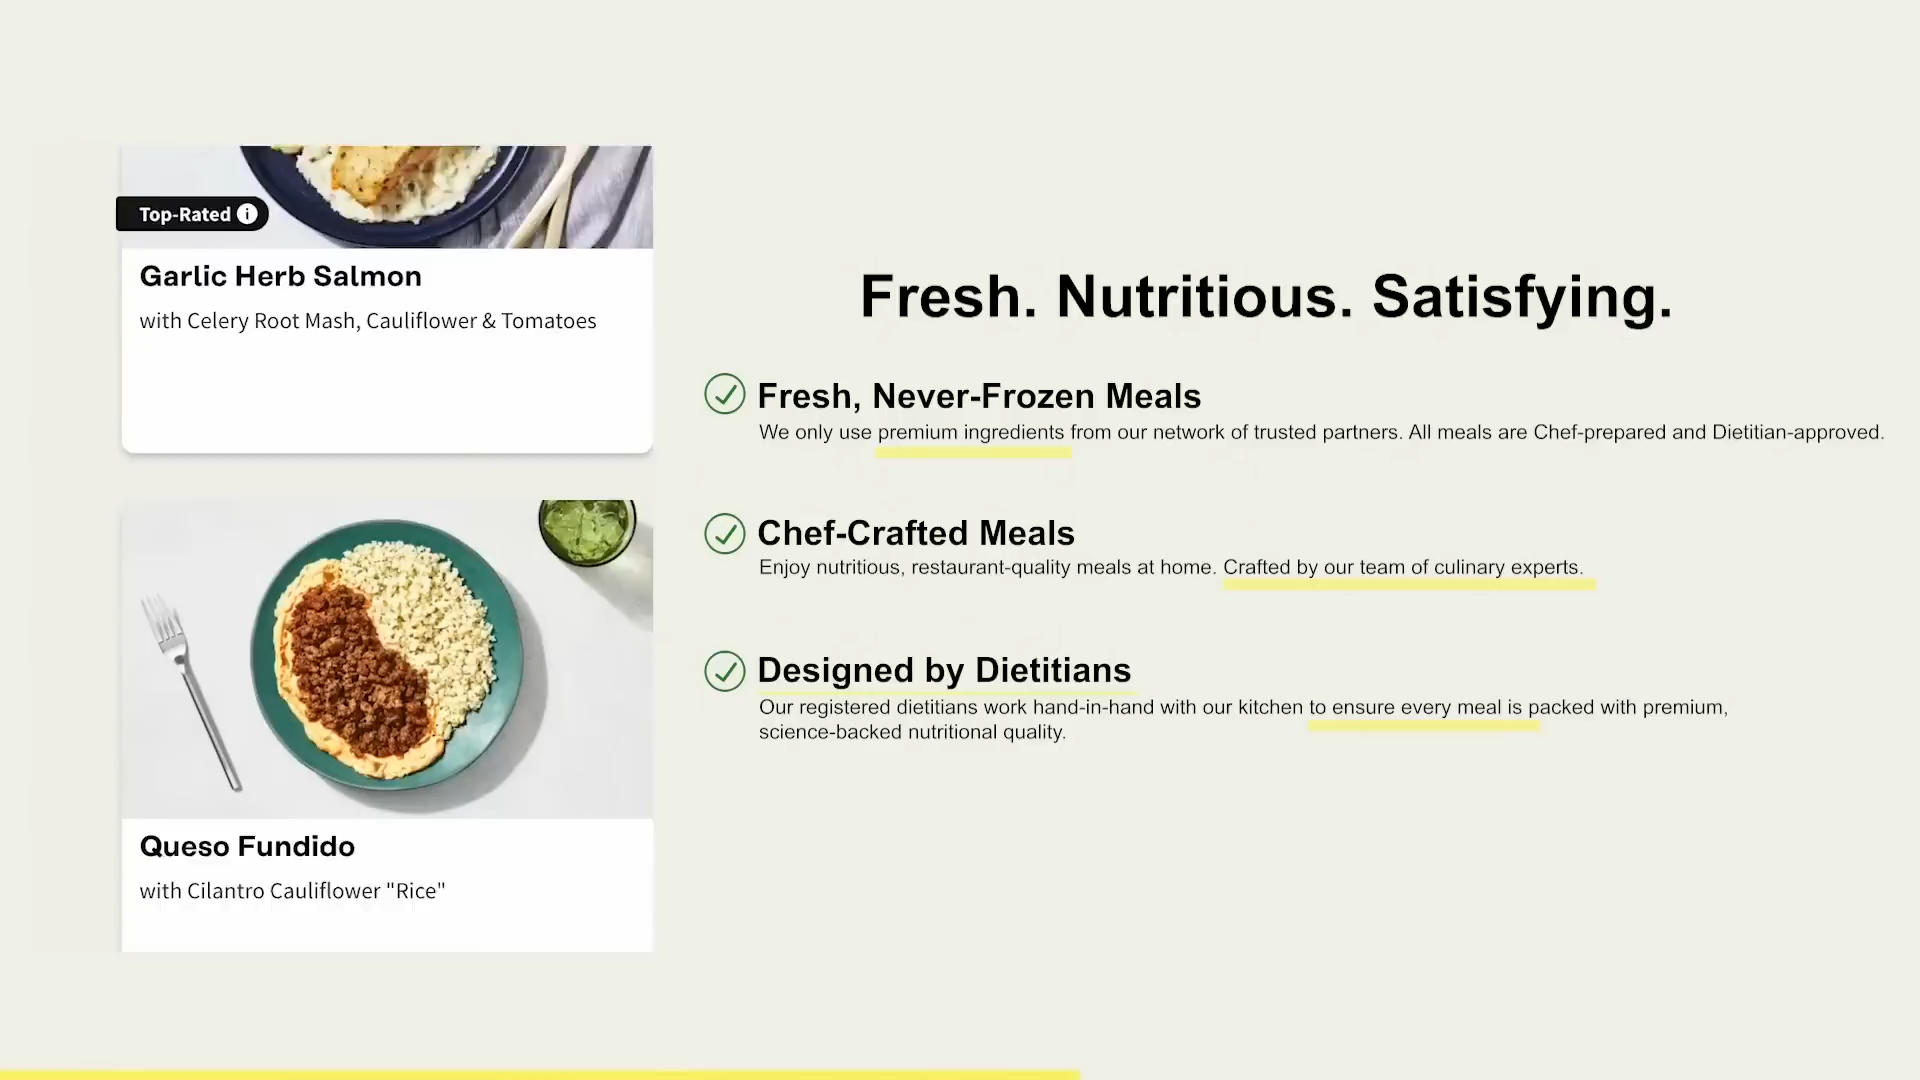 Top-Rated i
Garlic Herb Salmon
with Celery Root Mash, Cauliflower & Tomatoes
Queso Fundido
with Cilantro Cauliflower "Rice"
Fresh. Nutritious. Satisfying.
Fresh, Never-Frozen Meals
We only use premium ingredients from our network of trusted partners. All meals are Chef-prepared and Dietitian-approved.
Chef-Crafted Meals
Enjoy nutritious, restaurant-quality meals at home. Crafted by our team of culinary experts.
Designed by Dietitians
Our registered dietitians work hand-in-hand with our kitchen to ensure every meal is packed with premium,
science-backed nutritional quality.